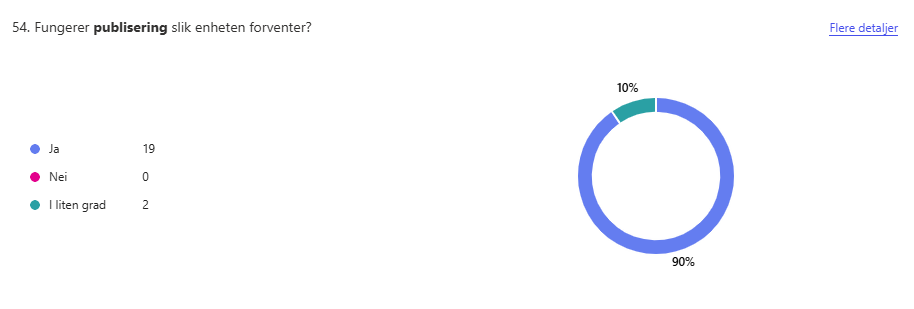 54. Fungerer publisering slik enheten forventer?
Flere detaljer
10%
Ja 19
Nei 0
I liten grad 2
90%